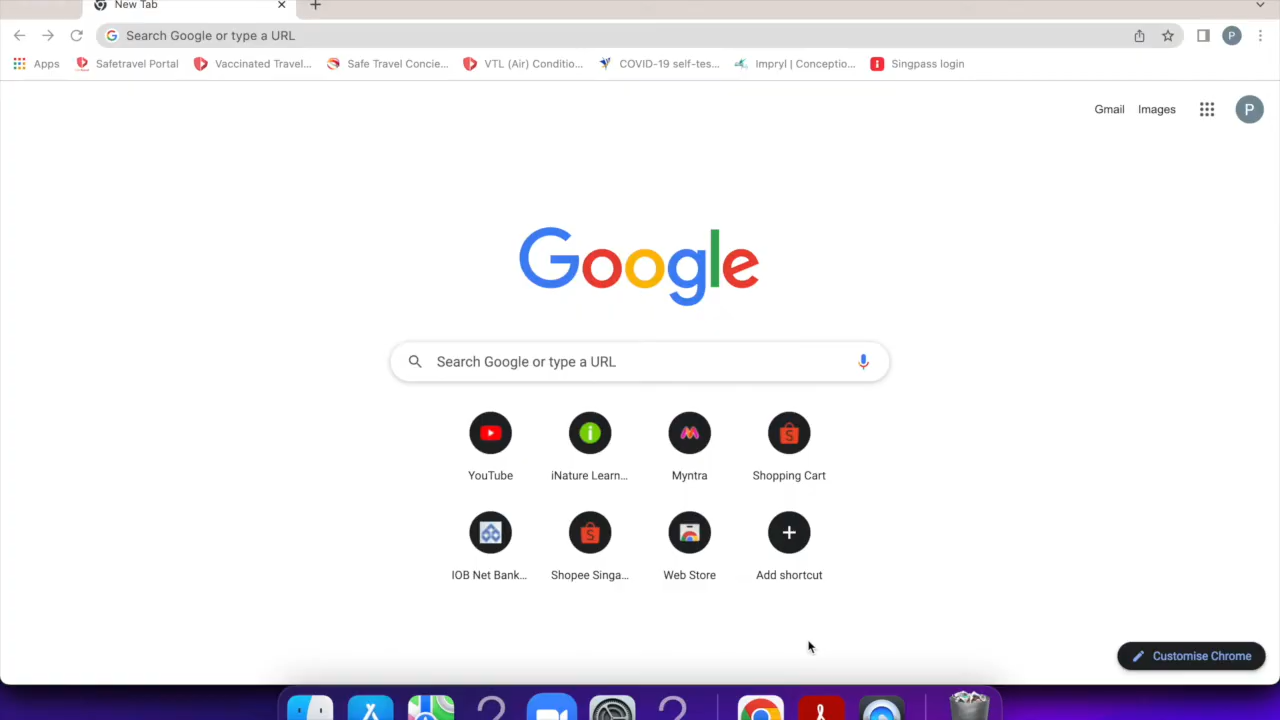 New Tab
Search Google or type a URL
P
Apps Safetravel Portal Vaccinated Travel... Safe Travel Concie... VTL (Air) Conditio... COVID-19 self-tes... Impryl | Conceptio... Singpass login
Gmail Images P
Google
Search Google or type a URL
YouTube iNature Learn... Myntra Shopping Cart
IOB Net Bank... Shopee Singa... Web Store Add shortcut
Customise Chrome